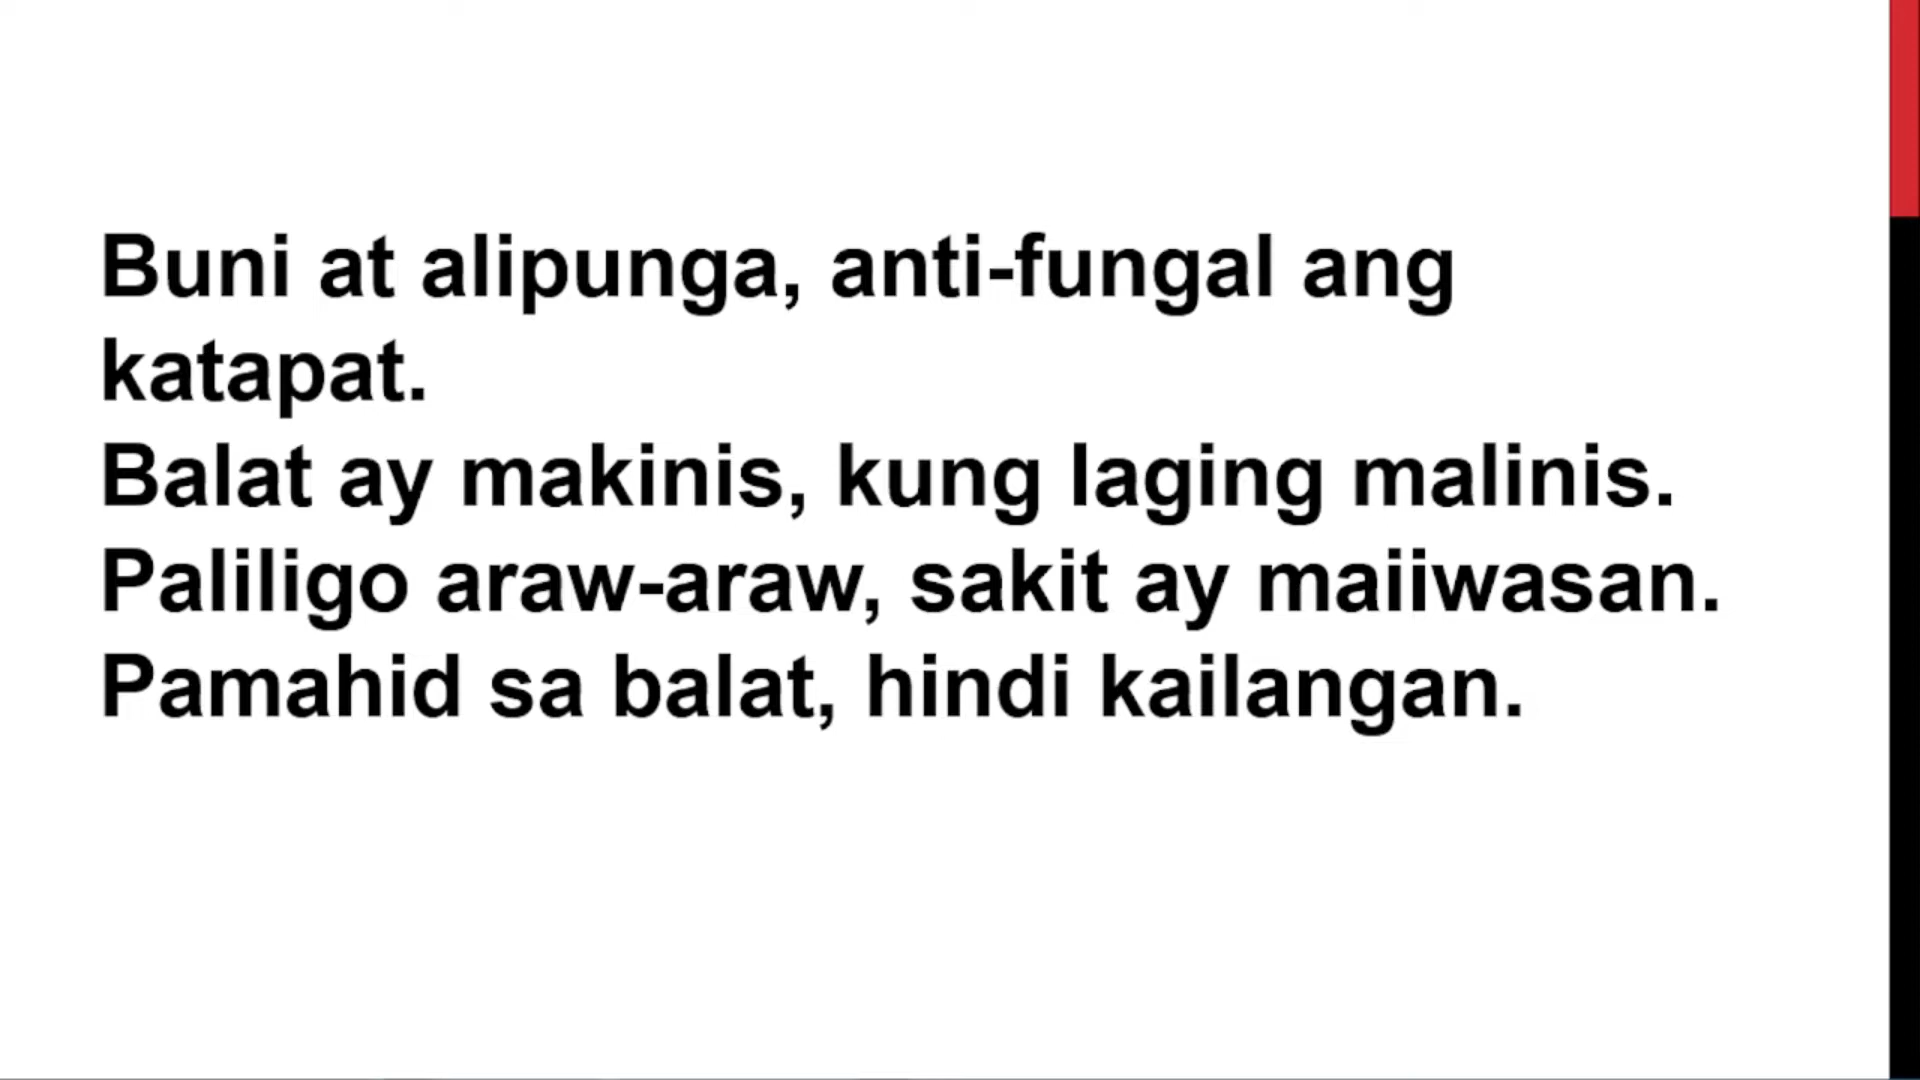 Buni at alipunga, anti-fungal ang
katapat.
Balat ay makinis, kung laging malinis.
Paliligo araw-araw, sakit ay maiiwasan.
Pamahid sa balat, hindi kailangan.